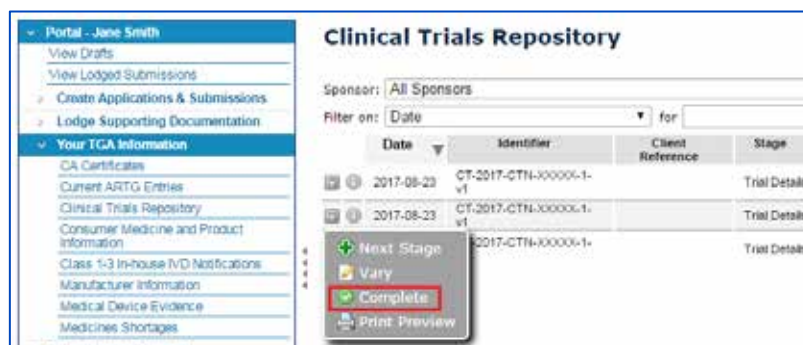 Portal - Jane Smith
View Drafts
View Lodged Submissions
Create Applications & Submissions
Lodge Supporting Documentation
Your TGA Information
CA Certificates
Current ARTG Entries
Clinical Trials Repository
Consumer Medicine and Product
Information
Class 1-3 In-house IVD Notifications
Manufacturer Information
Medical Device Evidence
Medicines Shortages
Clinical Trials Repository
Sponsor: All Sponsors
Filter on: Date for
Date Identifier Client Reference Stage
2017-08-23 CT-2017-CTN-XXXXX-1-v1 Trial Details
2017-08-23 CT-2017-CTN-XXXXX-1-v1 Trial Details
-2017-CTN-XXXXX-1- Trial Details
Next Stage
Vary
Complete
Print Preview